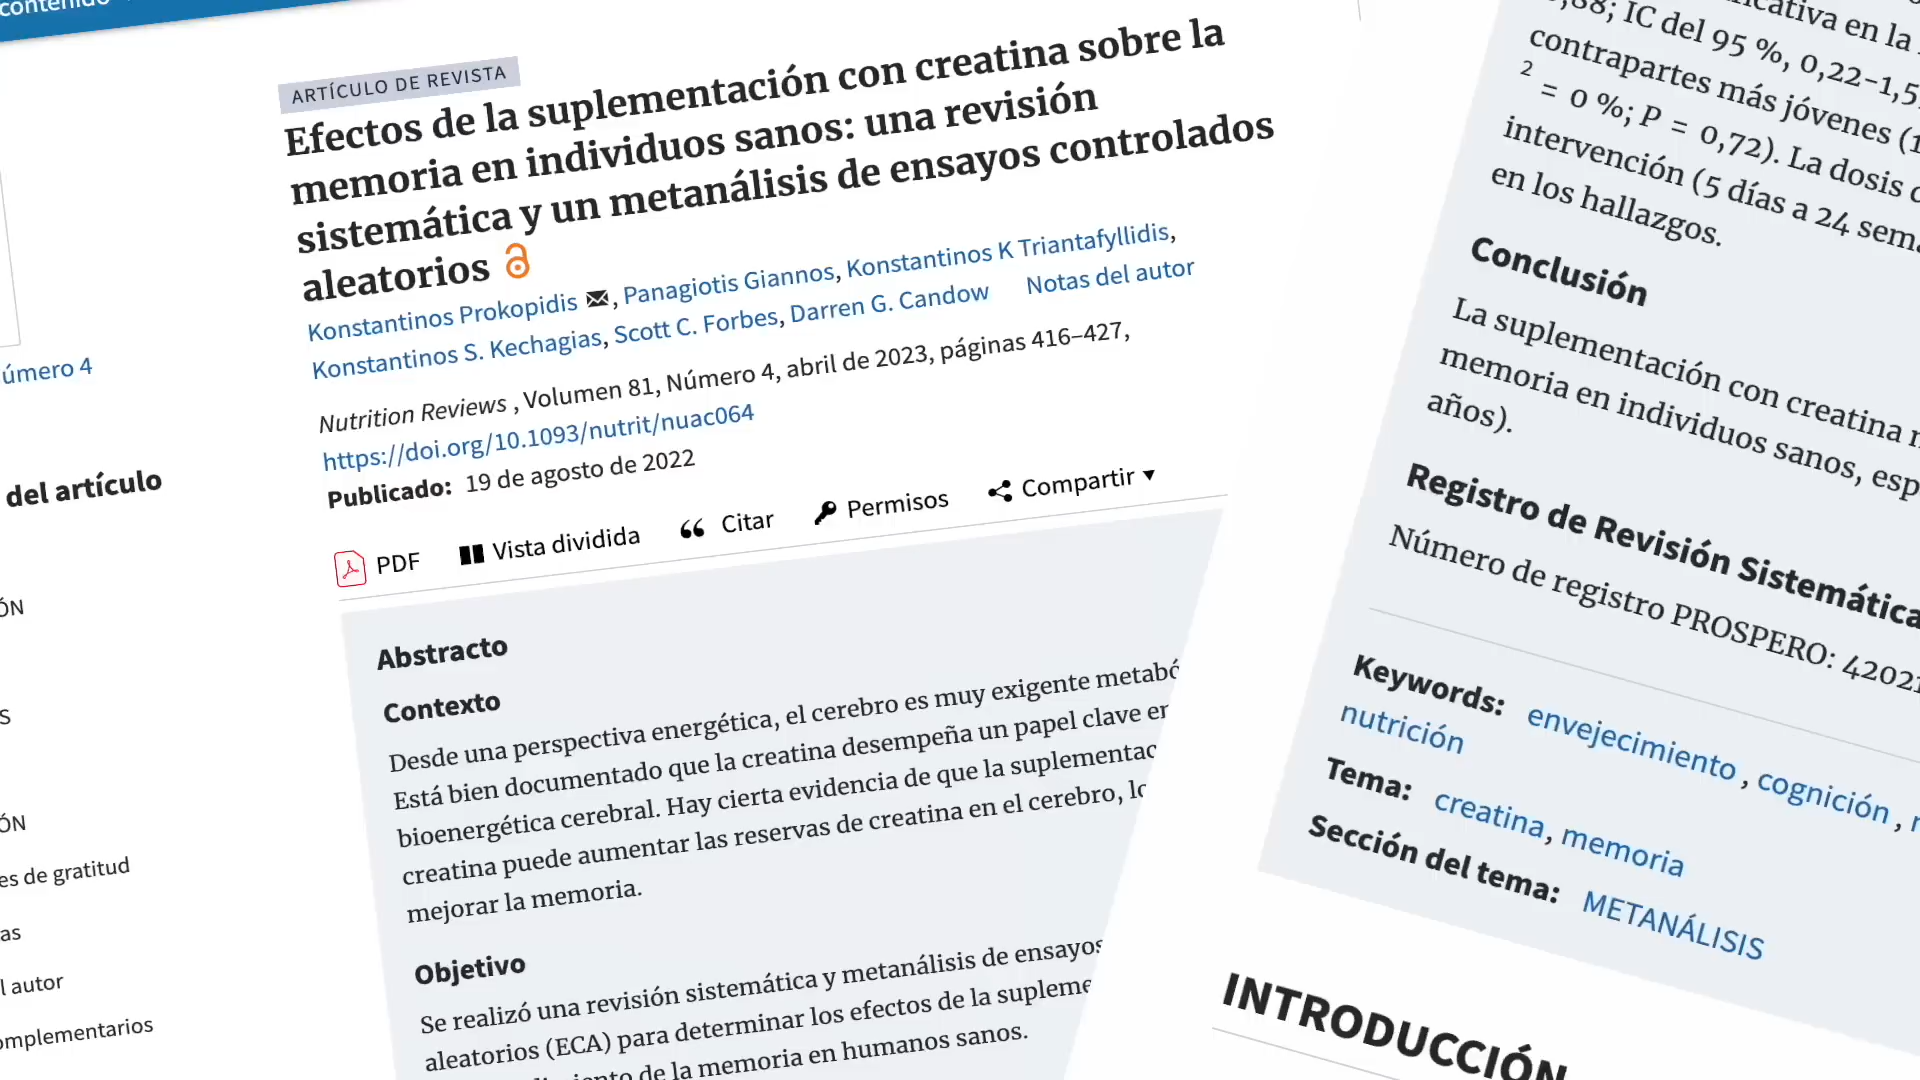 contenido
ARTÍCULO DE REVISTA
Efectos de la suplementación con creatina sobre la
memoria en individuos sanos: una revisión
sistemática y un metanálisis de ensayos controlados
aleatorios
Konstantinos Prokopidis , Panagiotis Giannos, Konstantinos K Triantafyllidis,
Konstantinos S. Kechagias, Scott C. Forbes, Darren G. Candow Notas del autor
Nutrition Reviews , Volumen 81, Número 4, abril de 2023, páginas 416–427,
https://doi.org/10.1093/nutrit/nuac064
Publicado: 19 de agosto de 2022
PDF Vista dividida Citar Permisos Compartir
Abstracto
Contexto
Desde una perspectiva energética, el cerebro es muy exigente metabó
Está bien documentado que la creatina desempeña un papel clave en
bioenergética cerebral. Hay cierta evidencia de que la suplementac
creatina puede aumentar las reservas de creatina en el cerebro, lo
mejorar la memoria.
Objetivo
Se realizó una revisión sistemática y metanálisis de ensayos
aleatorios (ECA) para determinar los efectos de la supleme
de la memoria en humanos sanos.
úmero 4
del artículo
ÓN
S
ÓN
es de gratitud
as
l autor
omplementarios
cativa en la
,88; IC del 95 %, 0,22-1,5
contrapartes más jóvenes (1
2 = 0 %; P = 0,72). La dosis d
intervención (5 días a 24 sema
en los hallazgos.
Conclusión
La suplementación con creatina m
memoria en individuos sanos, esp
años).
Registro de Revisión Sistemática
Número de registro PROSPERO: 42021
Keywords: envejecimiento , cognición ,
nutrición
Tema: creatina, memoria
Sección del tema: METANÁLISIS
INTRODUCCIÓN